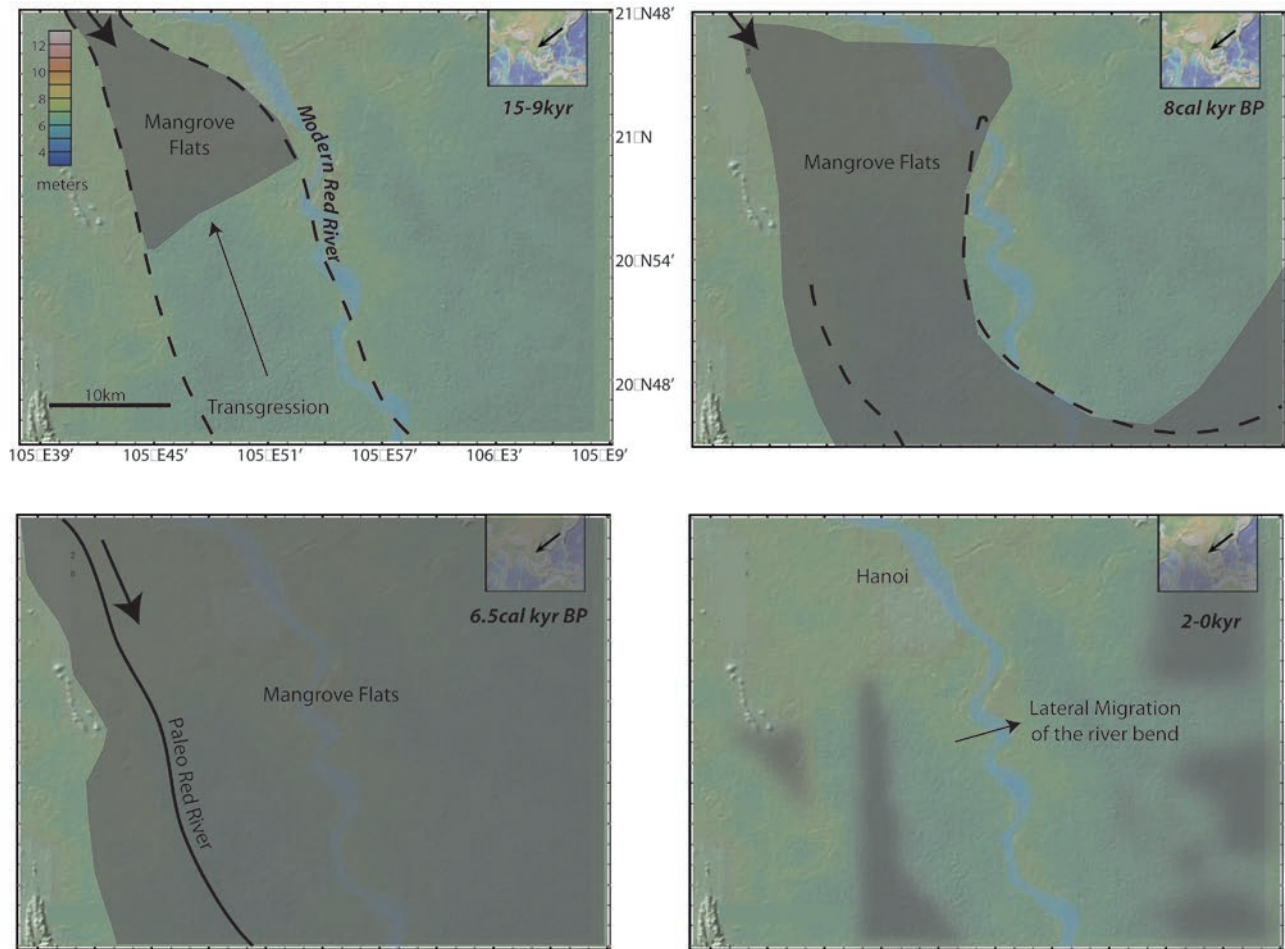 21□N48′
12
10
8
6
4
meters
15-9kyr
Mangrove
Flats
Modern Red River
21□N
20□N54′
20□N48′
10km
Transgression
105□E39′
105□E45′
105□E51′
105□E57′
106□E3′
105□E9′
8cal kyr BP
8
Mangrove Flats
2
8
6.5cal kyr BP
Mangrove Flats
Paleo Red River
Hanoi
2-0kyr
Lateral Migration
of the river bend